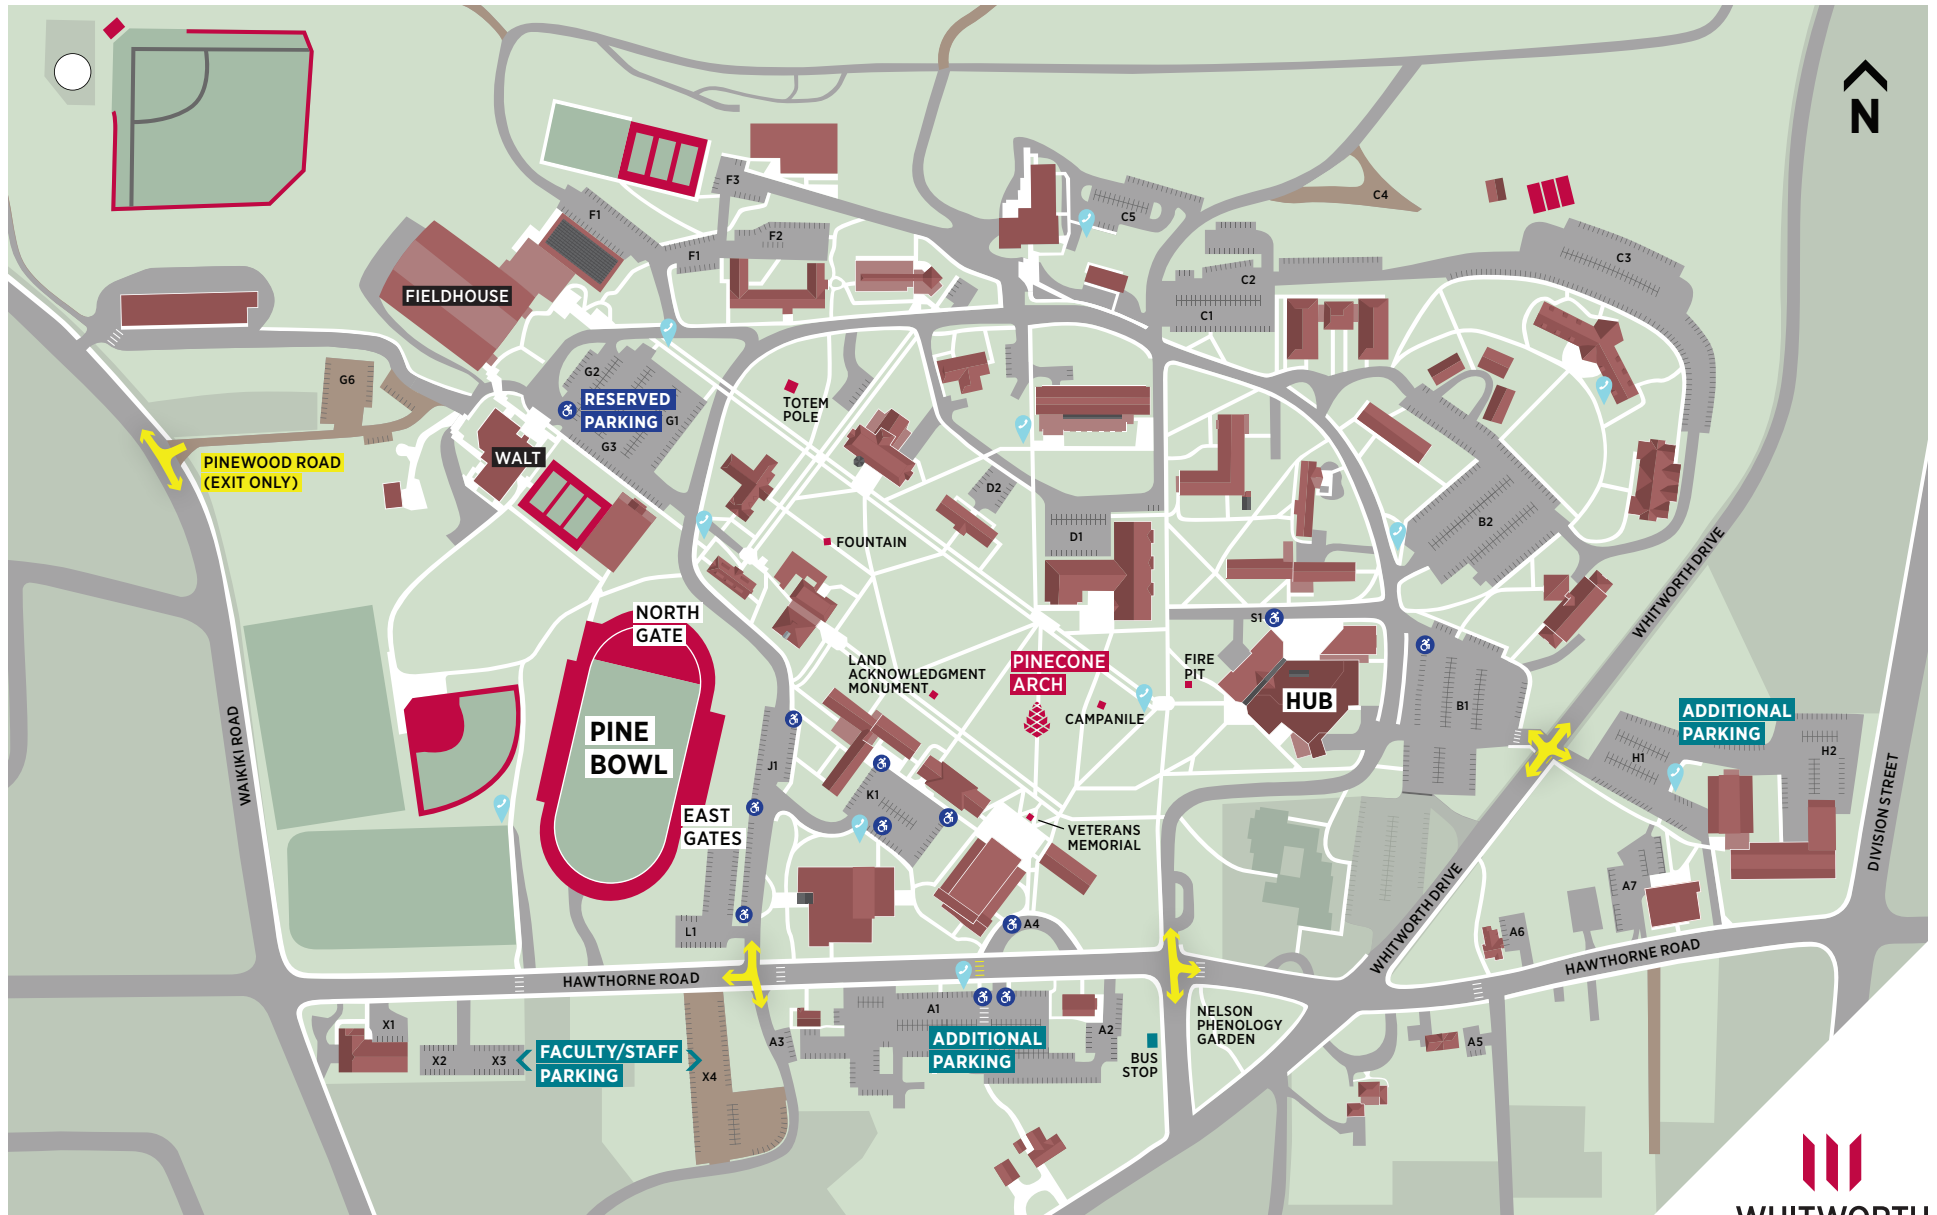 N
F3
C4
F1
C5
F2
F1
C3
C2
FIELDHOUSE
C1
G2
G6
RESERVED
PARKING
G1
TOTEM
POLE
G3
WALT
PINEWOOD ROAD
(EXIT ONLY)
D2
B2
D1
FOUNTAIN
WHITWORTH DRIVE
NORTH
GATE
S1
LAND
ACKNOWLEDGMENT
MONUMENT
PINECONE
ARCH
FIRE
PIT
HUB
CAMPANILE
B1
ADDITIONAL
PARKING
H1
H2
PINE
BOWL
WAIKIKI ROAD
J1
K1
EAST
GATES
VETERANS
MEMORIAL
DIVISION STREET
WHITWORTH DRIVE
A7
L1
A4
A6
HAWTHORNE ROAD
HAWTHORNE ROAD
X1
A1
A2
NELSON
PHENOLOGY
GARDEN
A3
A5
X2
X3
FACULTY/STAFF
PARKING
X4
ADDITIONAL
PARKING
BUS
STOP
WHITWORTH